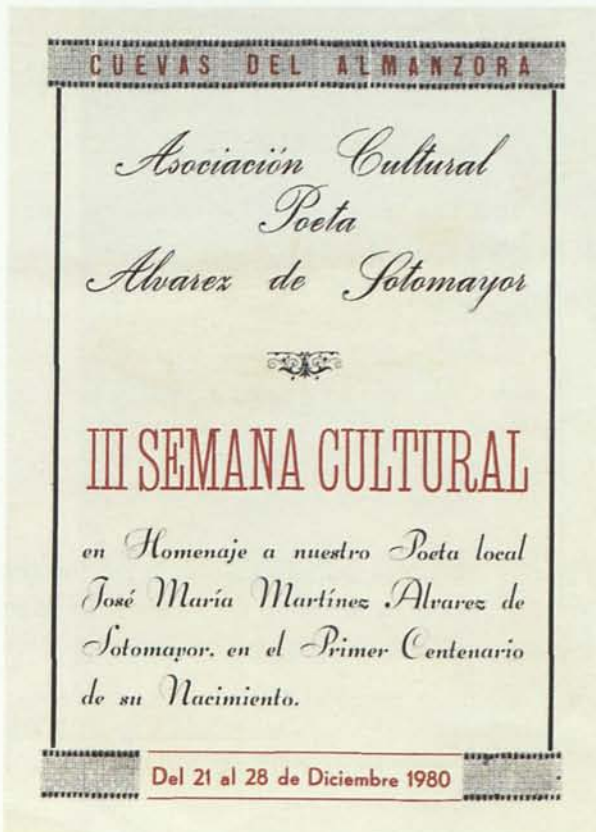 CUEVAS DEL ALMANZORA
Asociación Cultural
Poeta
Alvarez de Sotomayor
III SEMANA CULTURAL
en Homenaje a nuestro Poeta local
José María Martínez Alvarez de
Sotomayor, en el Primer Centenario
de su Nacimiento.
Del 21 al 28 de Diciembre 1980